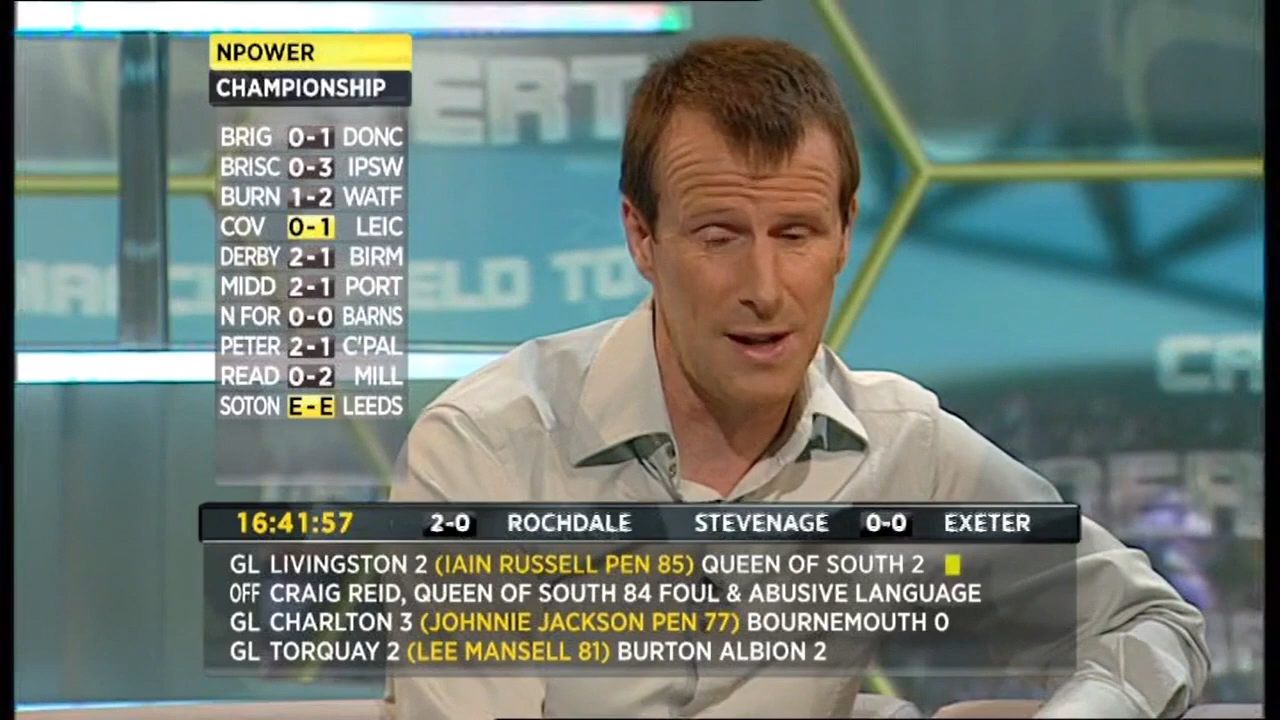 NPOWER
CHAMPIONSHIP
BRIG 0-1 DONC
BRISC 0-3 IPSW
BURN 1-2 WATF
COV 0-1 LEIC
DERBY 2-1 BIRM
MIDD 2-1 PORT
N FOR 0-0 BARNS
PETER 2-1 C'PAL
READ 0-2 MILL
SOTON E-E LEEDS
16:41:57 2-0 ROCHDALE STEVENAGE 0-0 EXETER
GL LIVINGSTON 2 (IAIN RUSSELL PEN 85) QUEEN OF SOUTH 2
OFF CRAIG REID, QUEEN OF SOUTH 84 FOUL & ABUSIVE LANGUAGE
GL CHARLTON 3 (JOHNNIE JACKSON PEN 77) BOURNEMOUTH 0
GL TORQUAY 2 (LEE MANSELL 81) BURTON ALBION 2